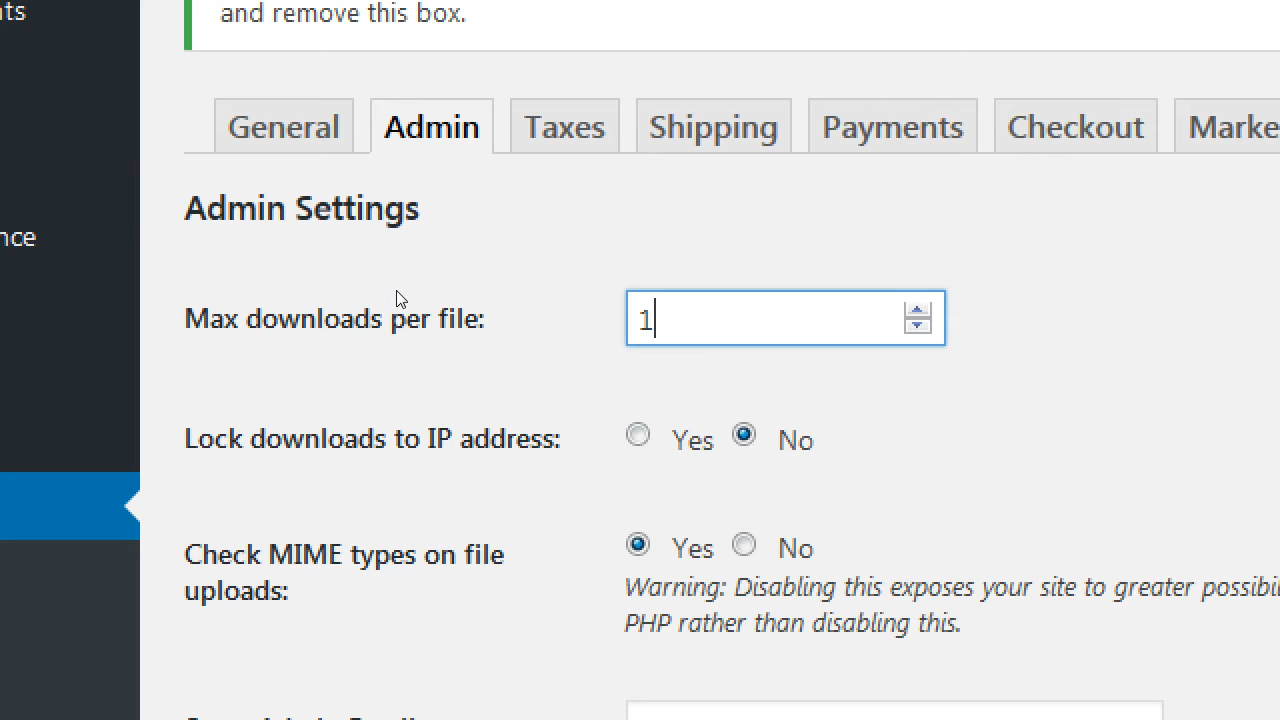 nts
and remove this box.
General Admin Taxes Shipping Payments Checkout Marke
Admin Settings
nce
Max downloads per file: 1
Lock downloads to IP address: Yes No
Check MIME types on file uploads: Yes No
Warning: Disabling this exposes your site to greater possibil
PHP rather than disabling this.